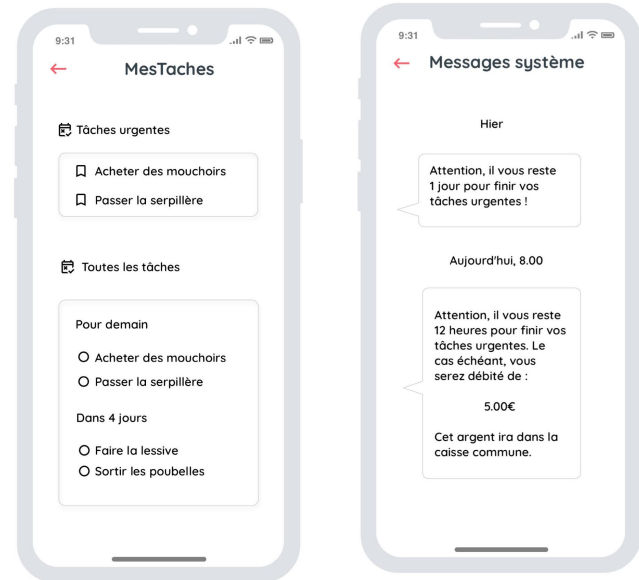 9:31
MesTaches
Tâches urgentes
Acheter des mouchoirs
Passer la serpillère
Toutes les tâches
Pour demain
Acheter des mouchoirs
Passer la serpillère
Dans 4 jours
Faire la lessive
Sortir les poubelles
9:31
Messages système
Hier
Attention, il vous reste
1 jour pour finir vos
tâches urgentes !
Aujourd'hui, 8.00
Attention, il vous reste
12 heures pour finir vos
tâches urgentes. Le
cas échéant, vous
serez débité de :
5.00€
Cet argent ira dans la
caisse commune.